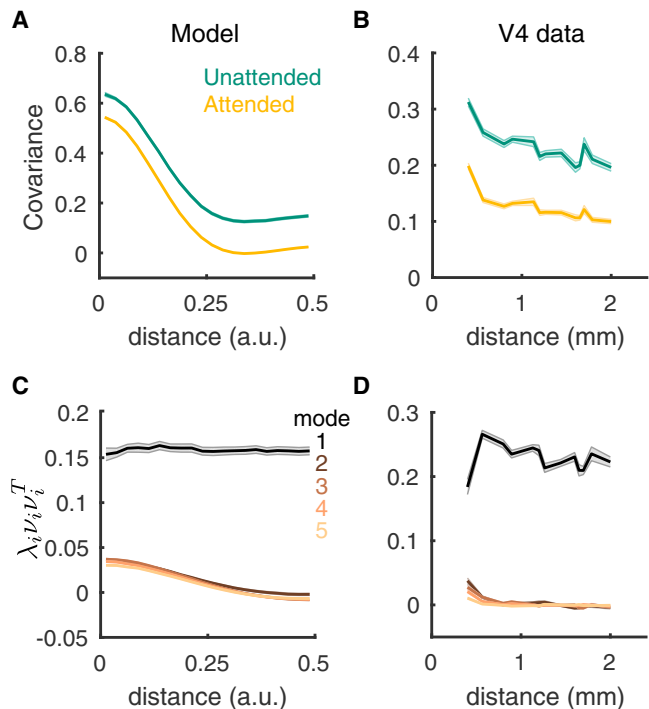 A
Model
Covariance
0.8
0.6
0.4
0.2
0
Unattended
Attended
0
0.25
0.5
distance (a.u.)
B
V4 data
0.4
0.3
0.2
0.1
0
0
1
2
distance (mm)
C
λ_i ν_i ν_i^T
0.2
0.15
0.1
0.05
0
-0.05
mode
1
2
3
4
5
0
0.25
0.5
distance (a.u.)
D
0.3
0.2
0.1
0
0
1
2
distance (mm)